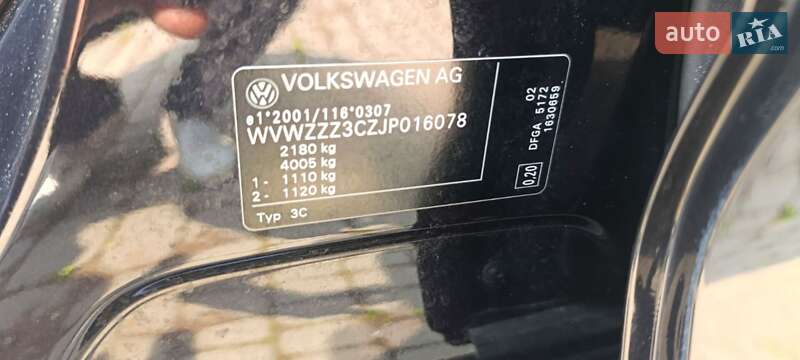 auto RIA .com
VOLKSWAGEN AG
e1*2001/116*0307
WVWZZZ3CZJP016078
2180 kg
4005 kg
1 - 1110 kg
2 - 1120 kg
Typ 3C
02
DFGA 5172
1630659
0,20